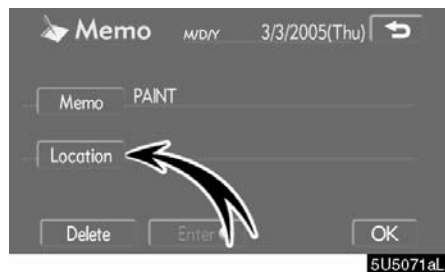 Memo M/D/Y 3/3/2005(Thu)
Memo PAINT
Location
Delete Enter OK
5U5071aL